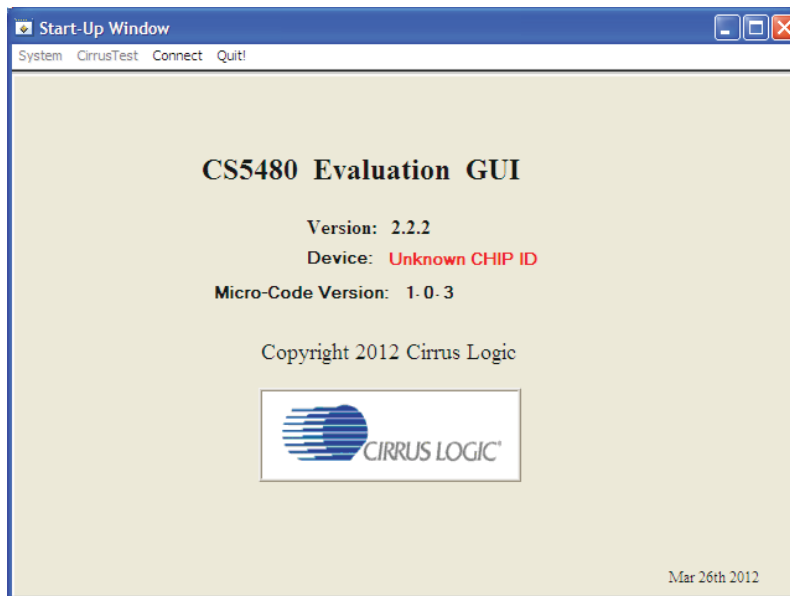 Start-Up Window
System CirrusTest Connect Quit!
CS5480 Evaluation GUI
Version: 2.2.2
Device: Unknown CHIP ID
Micro-Code Version: 1.0.3
Copyright 2012 Cirrus Logic
CIRRUS LOGIC®
Mar 26th 2012